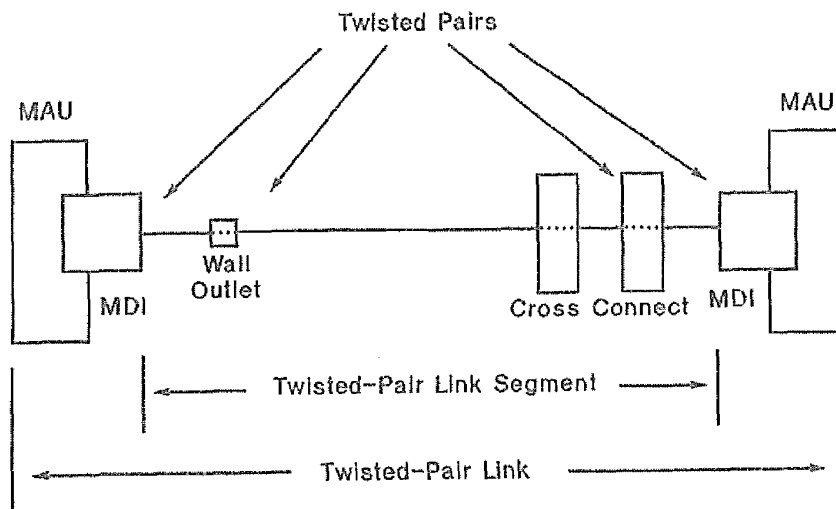 Twisted Pairs
MAU
MAU
Wall
Outlet
MDI
Cross Connect
MDI
Twisted-Pair Link Segment
Twisted-Pair Link